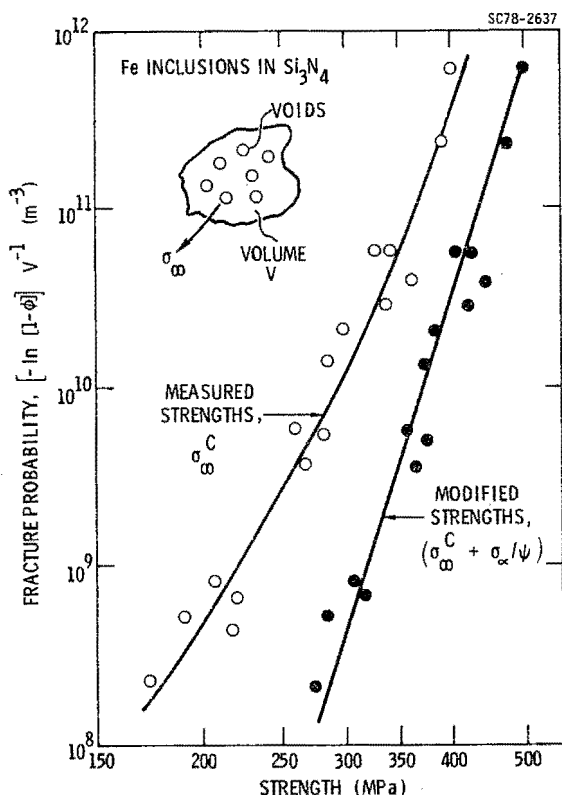 SC78-2637
Fe INCLUSIONS IN Si₃N₄
VOIDS
VOLUME
V
σ∞
MEASURED
STRENGTHS,
σ∞^C
MODIFIED
STRENGTHS,
(σ∞^C + σ∝/ψ)
FRACTURE PROBABILITY, [-ln [1-ϕ]] V⁻¹ (m⁻³)
10¹²
10¹¹
10¹⁰
10⁹
10⁸
150 200 250 300 350 400 500
STRENGTH (MPa)